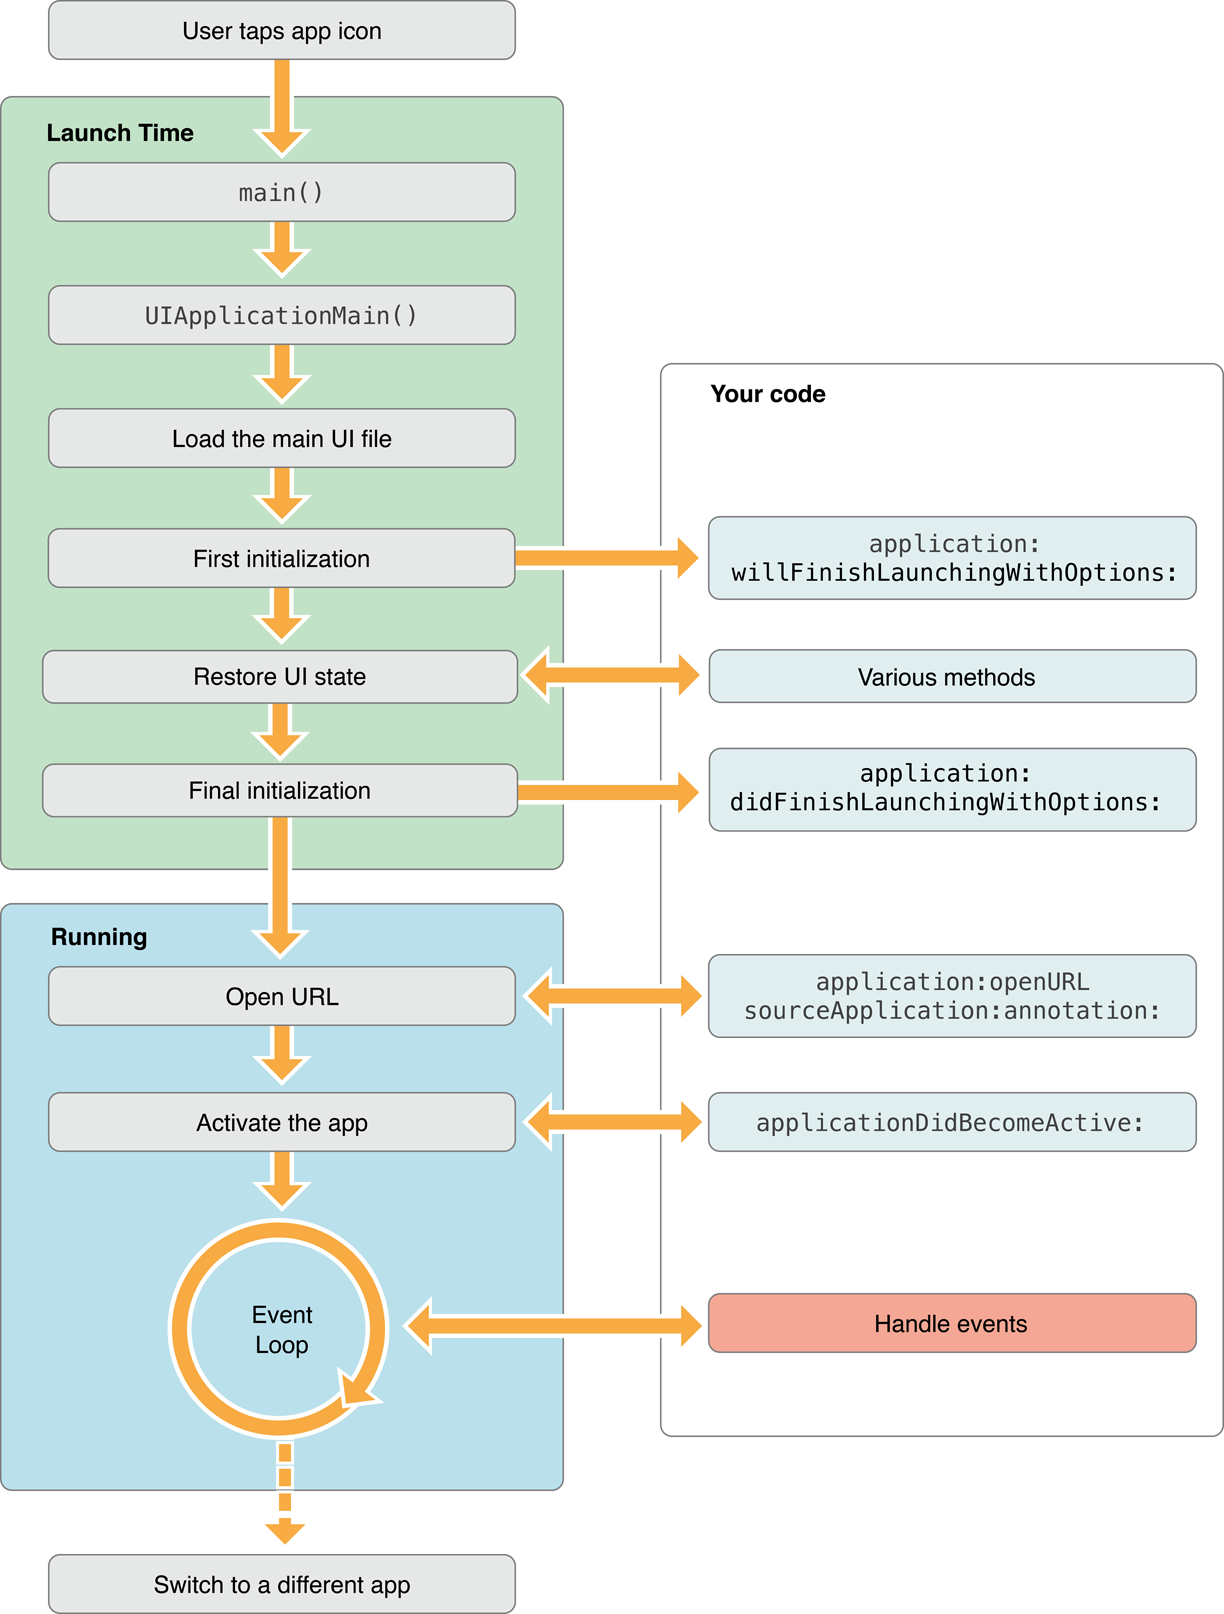 User taps app icon
Launch Time
main()
UIApplicationMain()
Load the main UI file
First initialization
Restore UI state
Final initialization
Your code
application:
willFinishLaunchingWithOptions:
Various methods
application:
didFinishLaunchingWithOptions:
Running
Open URL
Activate the app
Event
Loop
application:openURL
sourceApplication:annotation:
applicationDidBecomeActive:
Handle events
Switch to a different app